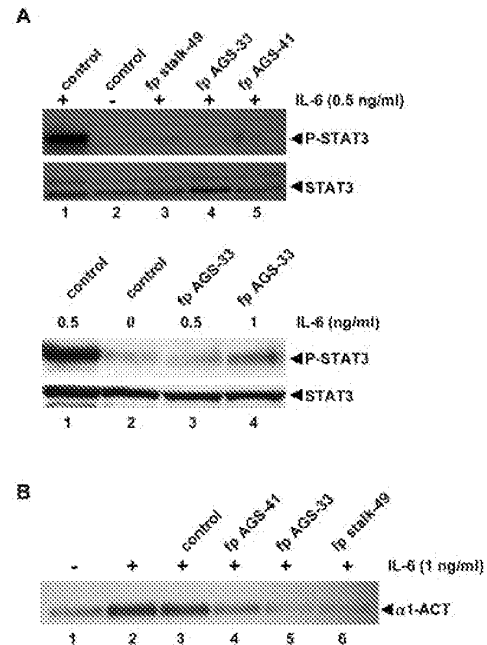 A
control control fp stalk-49 fp AGS-33 fp AGS-41
+ - + + + IL-6 (0.5 ng/ml)
◄P-STAT3
◄STAT3
1 2 3 4 5
control control fp AGS-33 fp AGS-33
0.5 0 0.5 1 IL-6 (ng/ml)
◄P-STAT3
◄STAT3
1 2 3 4
B
control fp AGS-41 fp AGS-33 fp stalk-49
- + + + + + IL-6 (1 ng/ml)
◄α1-ACT
1 2 3 4 5 6